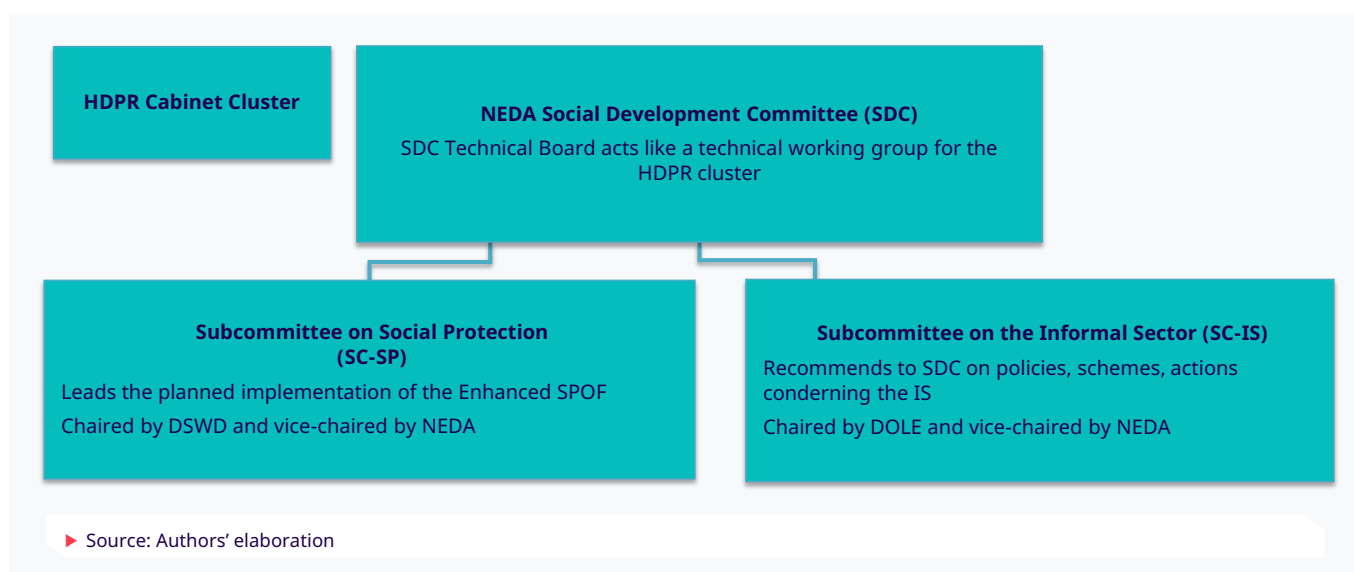 HDPR Cabinet Cluster
NEDA Social Development Committee (SDC)
SDC Technical Board acts like a technical working group for the
HDPR cluster
Subcommittee on Social Protection
(SC-SP)
Leads the planned implementation of the Enhanced SPOF
Chaired by DSWD and vice-chaired by NEDA
Subcommittee on the Informal Sector (SC-IS)
Recommends to SDC on policies, schemes, actions
conderning the IS
Chaired by DOLE and vice-chaired by NEDA
Source: Authors’ elaboration